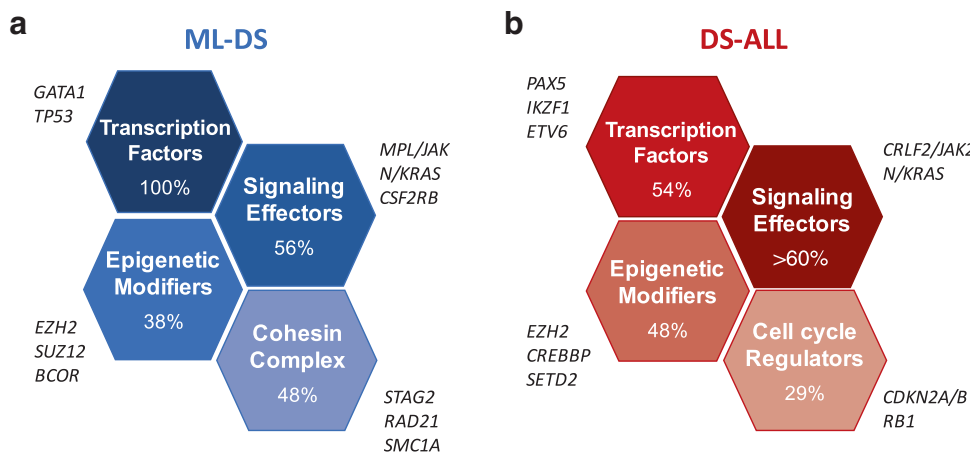 a
ML-DS
GATA1
TP53
Transcription
Factors
100%
MPL/JAK
N/KRAS
CSF2RB
Signaling
Effectors
56%
Epigenetic
Modifiers
38%
EZH2
SUZ12
BCOR
Cohesin
Complex
48%
STAG2
RAD21
SMC1A
b
DS-ALL
PAX5
IKZF1
ETV6
Transcription
Factors
54%
CRLF2/JAK2
N/KRAS
Signaling
Effectors
>60%
Epigenetic
Modifiers
48%
EZH2
CREBBP
SETD2
Cell cycle
Regulators
29%
CDKN2A/B
RB1